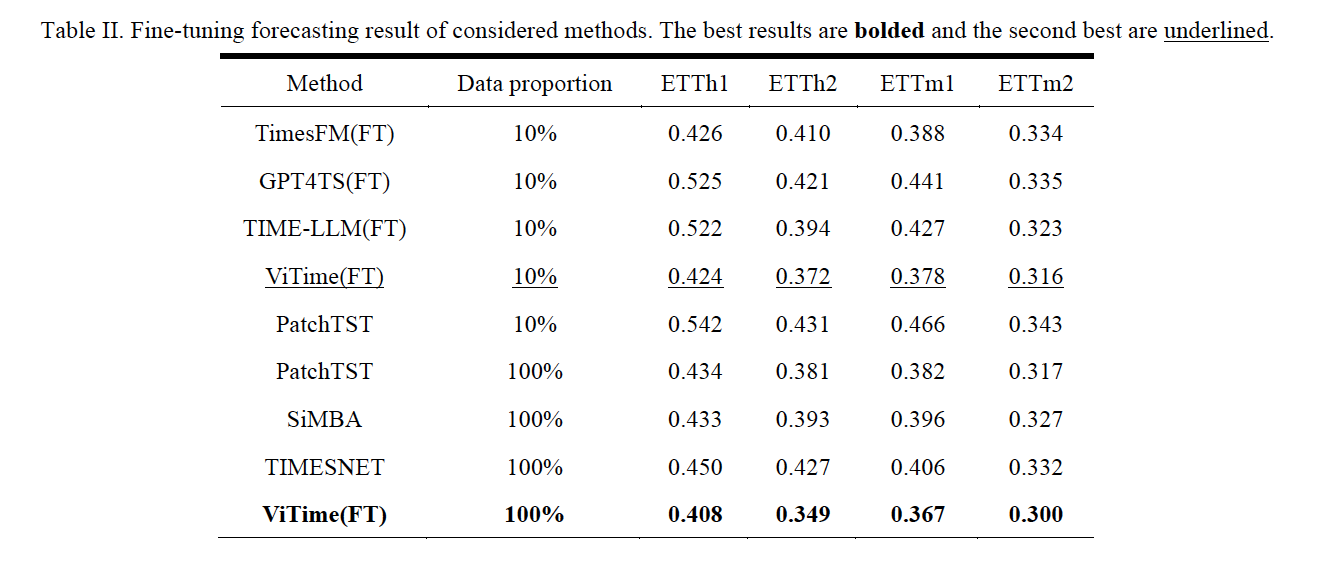 Table II. Fine-tuning forecasting result of considered methods. The best results are bolded and the second best are underlined.
Method Data proportion ETTh1 ETTh2 ETTm1 ETTm2
TimesFM(FT) 10% 0.426 0.410 0.388 0.334
GPT4TS(FT) 10% 0.525 0.421 0.441 0.335
TIME-LLM(FT) 10% 0.522 0.394 0.427 0.323
ViTime(FT) 10% 0.424 0.372 0.378 0.316
PatchTST 10% 0.542 0.431 0.466 0.343
PatchTST 100% 0.434 0.381 0.382 0.317
SiMBA 100% 0.433 0.393 0.396 0.327
TIMESNET 100% 0.450 0.427 0.406 0.332
ViTime(FT) 100% 0.408 0.349 0.367 0.300